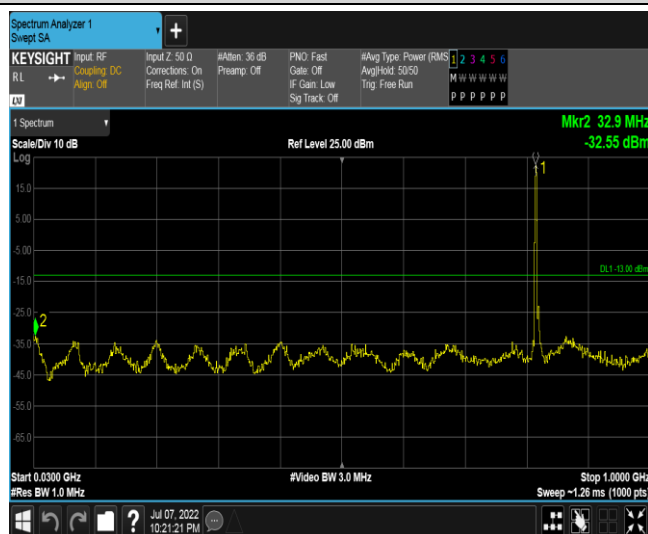 Spectrum Analyzer 1
Swept SA
+
KEYSIGHT
RL
LXI
Input: RF
Coupling: DC
Align: Off
Input Z: 50 Ω
Corrections: On
Freq Ref: Int (S)
#Atten: 36 dB
Preamp: Off
PNO: Fast
Gate: Off
IF Gain: Low
Sig Track: Off
#Avg Type: Power (RMS
Avg|Hold: 50/50
Trig: Free Run
1 2 3 4 5 6
M W W W W W
P P P P P P
1 Spectrum
Scale/Div 10 dB
Ref Level 25.00 dBm
Mkr2 32.9 MHz
-32.55 dBm
Log
1
15.0
5.00
-5.00
DL1 -13.00 dBm
-15.0
-25.0
2
-35.0
-45.0
-55.0
-65.0
Start 0.0300 GHz
#Video BW 3.0 MHz
Stop 1.0000 GHz
#Res BW 1.0 MHz
Sweep ~1.26 ms (1000 pts)
?
Jul 07, 2022
10:21:21 PM